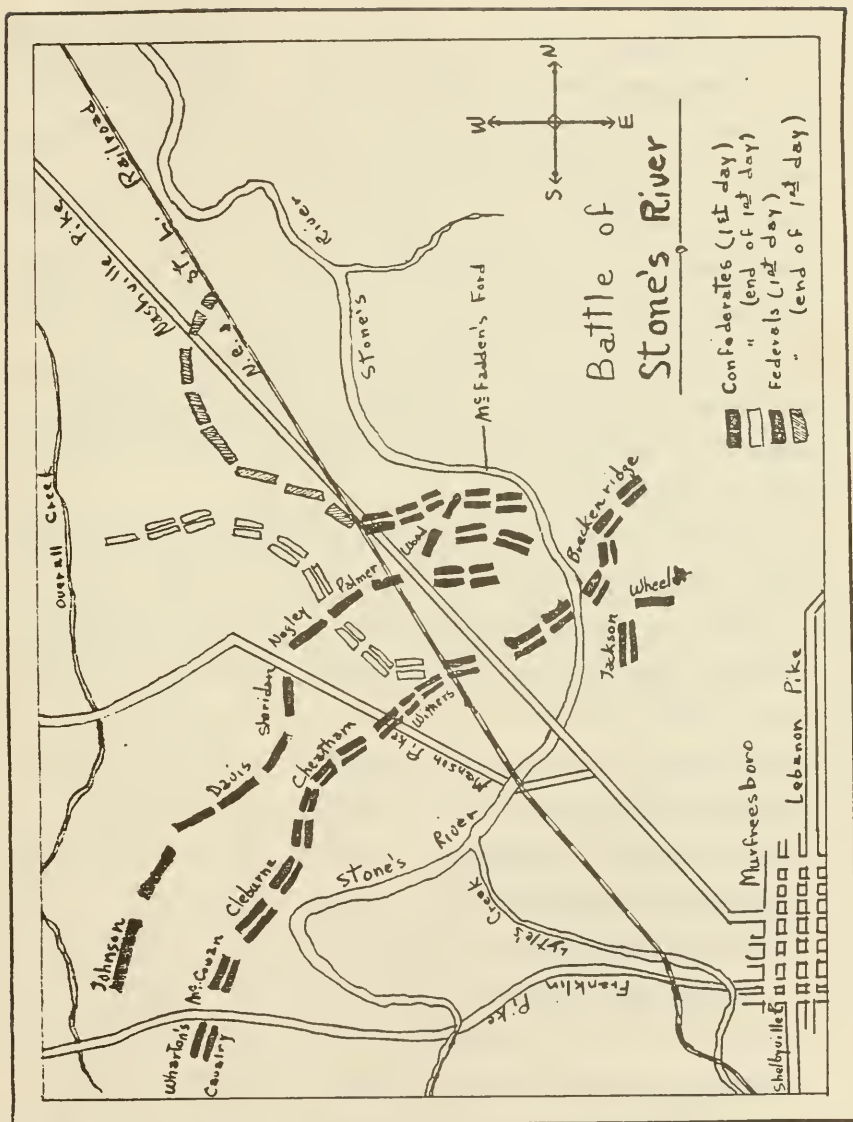 Battle of
Stone's River
W
N
S
E
Confederates (1st day)
" (end of 1st day)
Federals (1st day)
" (end of 1st day)
Overall Creek
Nashville Pike
N.C. & St. L. Railroad
Stone's River
McFadden's Ford
Wood
Palmer
Negley
Sheridan
Davis
Johnson
Breckenridge
Wheeler
Jackson
Withers
Cheatham
Manson Pike
Cleburne
McCowan
Wharton's
Cavalry
Stone's River
Lytle's Creek
Franklin Pike
Murfreesboro
Lebanon Pike
Shelbyville P.